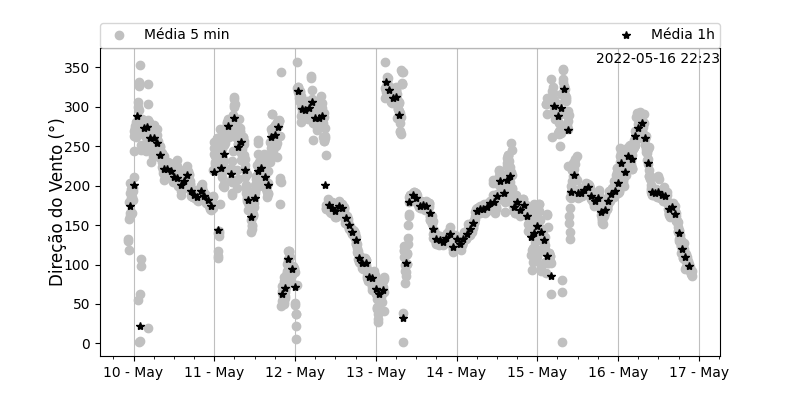 Média 5 min
Média 1h
2022-05-16 22:23
Direção do Vento (°)
350
300
250
200
150
100
50
0
10 - May
11 - May
12 - May
13 - May
14 - May
15 - May
16 - May
17 - May